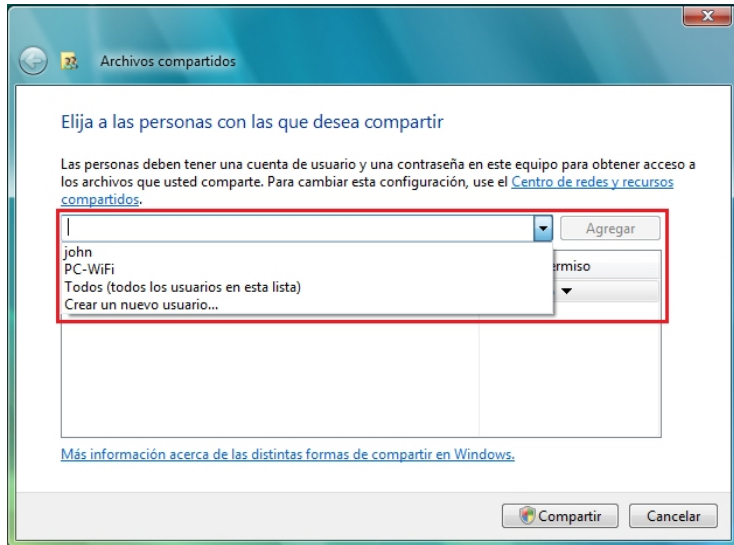 Archivos compartidos
Elija a las personas con las que desea compartir
Las personas deben tener una cuenta de usuario y una contraseña en este equipo para obtener acceso a
los archivos que usted comparte. Para cambiar esta configuración, use el Centro de redes y recursos
compartidos.
Agregar
john
PC-WiFi
Todos (todos los usuarios en esta lista)
Crear un nuevo usuario...
Más información acerca de las distintas formas de compartir en Windows.
Compartir Cancelar